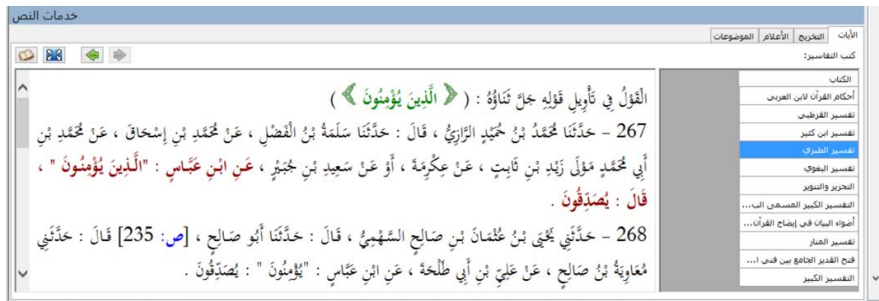 خدمات النص
الآيات التخريج الأعلام الموضوعات
كتب التفاسير:
الكتاب
أحكام القرآن لابن العربي
تفسير القرطبي
تفسير ابن كثير
تفسير الطبري
تفسير البغوي
التحرير والتنوير
التفسير الكبير المسمى الب...
أضواء البيان في إيضاح القرآن...
تفسير المنار
فتح القدير الجامع بين فني ا...
التفسير الكبير
الْقَوْلُ فِي تَأْوِيلِ قَوْلِهِ جَلَّ ثَنَاؤُهُ : ( ﴿ الَّذِينَ يُؤْمِنُونَ ﴾ )
267 - حَدَّثَنَا مُحَمَّدُ بْنُ حُمَيْدٍ الرَّازِيُّ ، قَالَ : حَدَّثَنَا سَلَمَةُ بْنُ الْفَضْلِ ، عَنْ مُحَمَّدِ بْنِ إِسْحَاقَ ، عَنْ مُحَمَّدِ بْنِ
أَبِي مُحَمَّدٍ مَوْلَى زَيْدِ بْنِ ثَابِتٍ ، عَنْ عِكْرِمَةَ ، أَوْ عَنْ سَعِيدِ بْنِ جُبَيْرٍ ، عَنِ ابْنِ عَبَّاسٍ : "الَّذِينَ يُؤْمِنُونَ " ،
قَالَ : يُصَدِّقُونَ .
268 - حَدَّثَنِي يَحْيَى بْنُ عُثْمَانَ بْنِ صَالِحٍ السَّهْمِيُّ ، قَالَ : حَدَّثَنَا أَبُو صَالِحٍ ، [ص: 235] قَالَ : حَدَّثَنِي
مُعَاوِيَةُ بْنُ صَالِحٍ ، عَنْ عَلِيِّ بْنِ أَبِي طَلْحَةَ ، عَنِ ابْنِ عَبَّاسٍ : "يُؤْمِنُونَ " : يُصَدِّقُونَ .